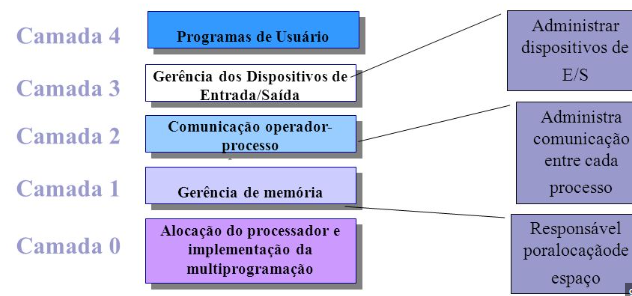 Camada 4
Programas de Usuário
Administrar
dispositivos de
E/S
Camada 3
Gerência dos Dispositivos de
Entrada/Saída
Camada 2
Comunicação operador-
processo
Administra
comunicação
entre cada
processo
Camada 1
Gerência de memória
Camada 0
Alocação do processador e
implementação da
multiprogramação
Responsável
poralocaçãode
espaço